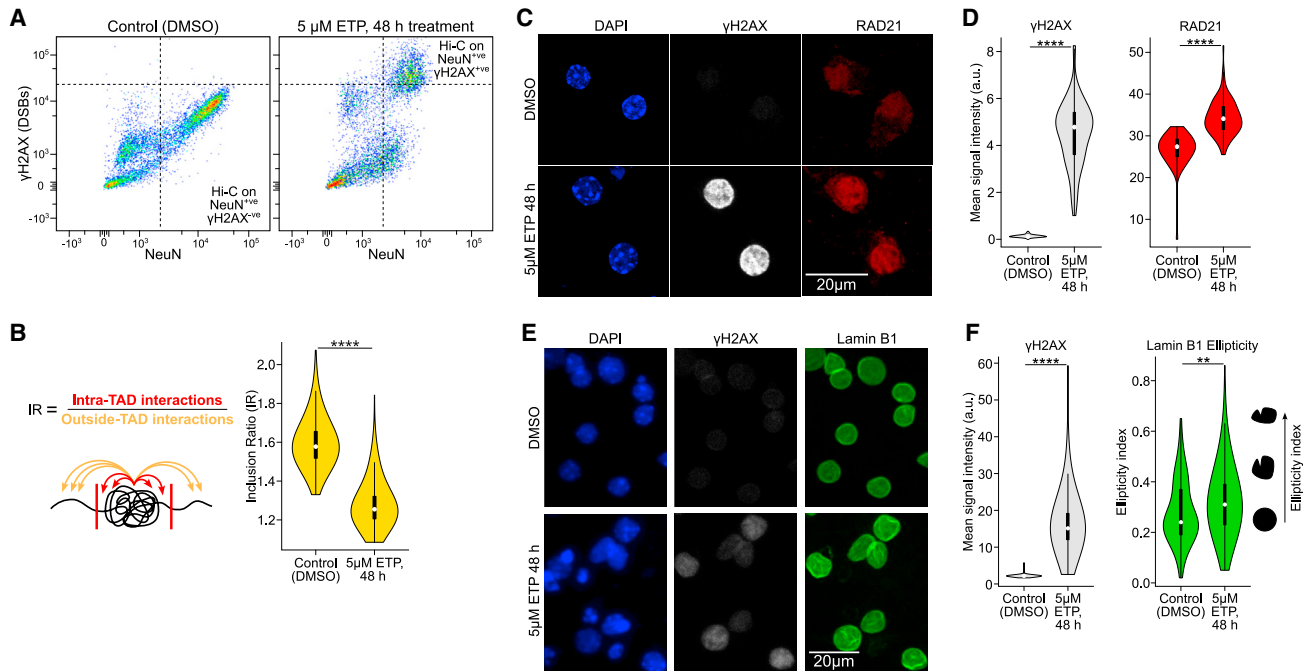 A
Control (DMSO)
5 µM ETP, 48 h treatment
γH2AX (DSBs)
10⁵
10⁴
10³
0
-10³
Hi-C on
NeuN⁺ᵛᵉ
γH2AX⁻ᵛᵉ
Hi-C on
NeuN⁺ᵛᵉ
γH2AX⁺ᵛᵉ
-10³ 0 10³ 10⁴ 10⁵
NeuN
-10³ 0 10³ 10⁴ 10⁵
NeuN
B
IR = Intra-TAD interactions
Outside-TAD interactions
****
Inclusion Ratio (IR)
2.0
1.8
1.6
1.4
1.2
Control
(DMSO)
5µM ETP,
48 h
C
DAPI γH2AX RAD21
DMSO
5µM ETP 48 h
20µm
D
γH2AX
****
Mean signal intensity (a.u.)
8
6
4
2
0
Control
(DMSO)
5µM
ETP,
48 h
RAD21
****
50
40
30
20
10
Control
(DMSO)
5µM
ETP,
48 h
E
DAPI γH2AX Lamin B1
DMSO
5µM ETP 48 h
20µm
F
γH2AX
****
Mean signal intensity (a.u.)
60
50
40
30
20
10
0
Control
(DMSO)
5µM
ETP,
48 h
Lamin B1 Ellipticity
**
Ellipticity index
0.8
0.6
0.4
0.2
0.0
Control
(DMSO)
5µM
ETP,
48 h
Ellipticity index